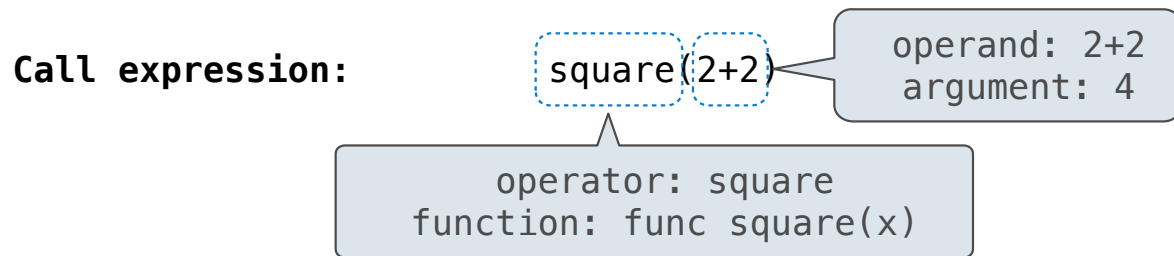 Call expression: square(2+2)
operand: 2+2
argument: 4
operator: square
function: func square(x)